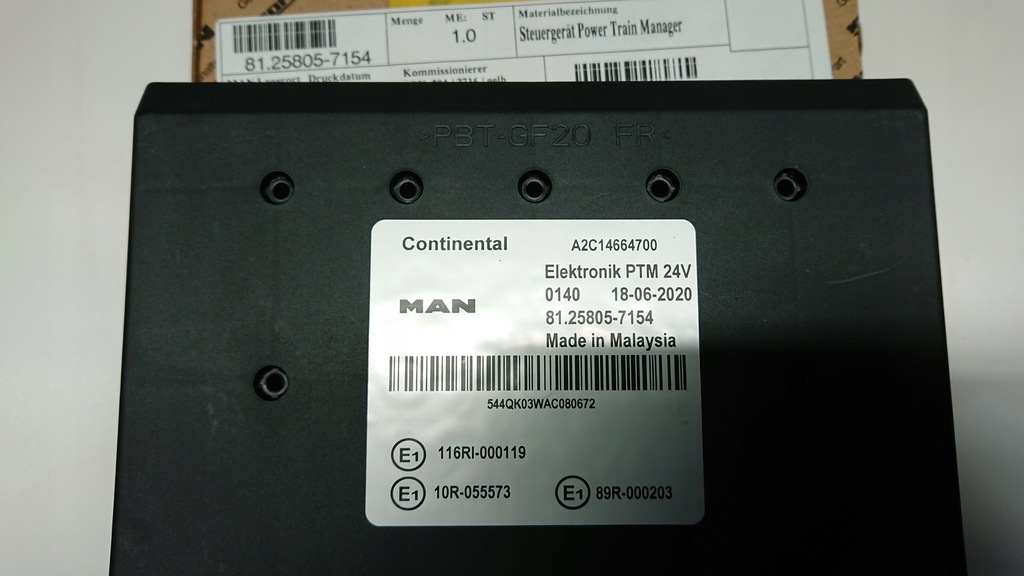 Menge ME: ST
1.0
Materialbezeichnung
Steuergerät Power Train Manager
81.25805-7154
Druckdatum
Kommissionierer
>PBT-GF20 FR<
Continental A2C14664700
Elektronik PTM 24V
MAN
0140 18-06-2020
81.25805-7154
Made in Malaysia
544QK03WAC080672
E1 116RI-000119
E1 10R-055573
E1 89R-000203